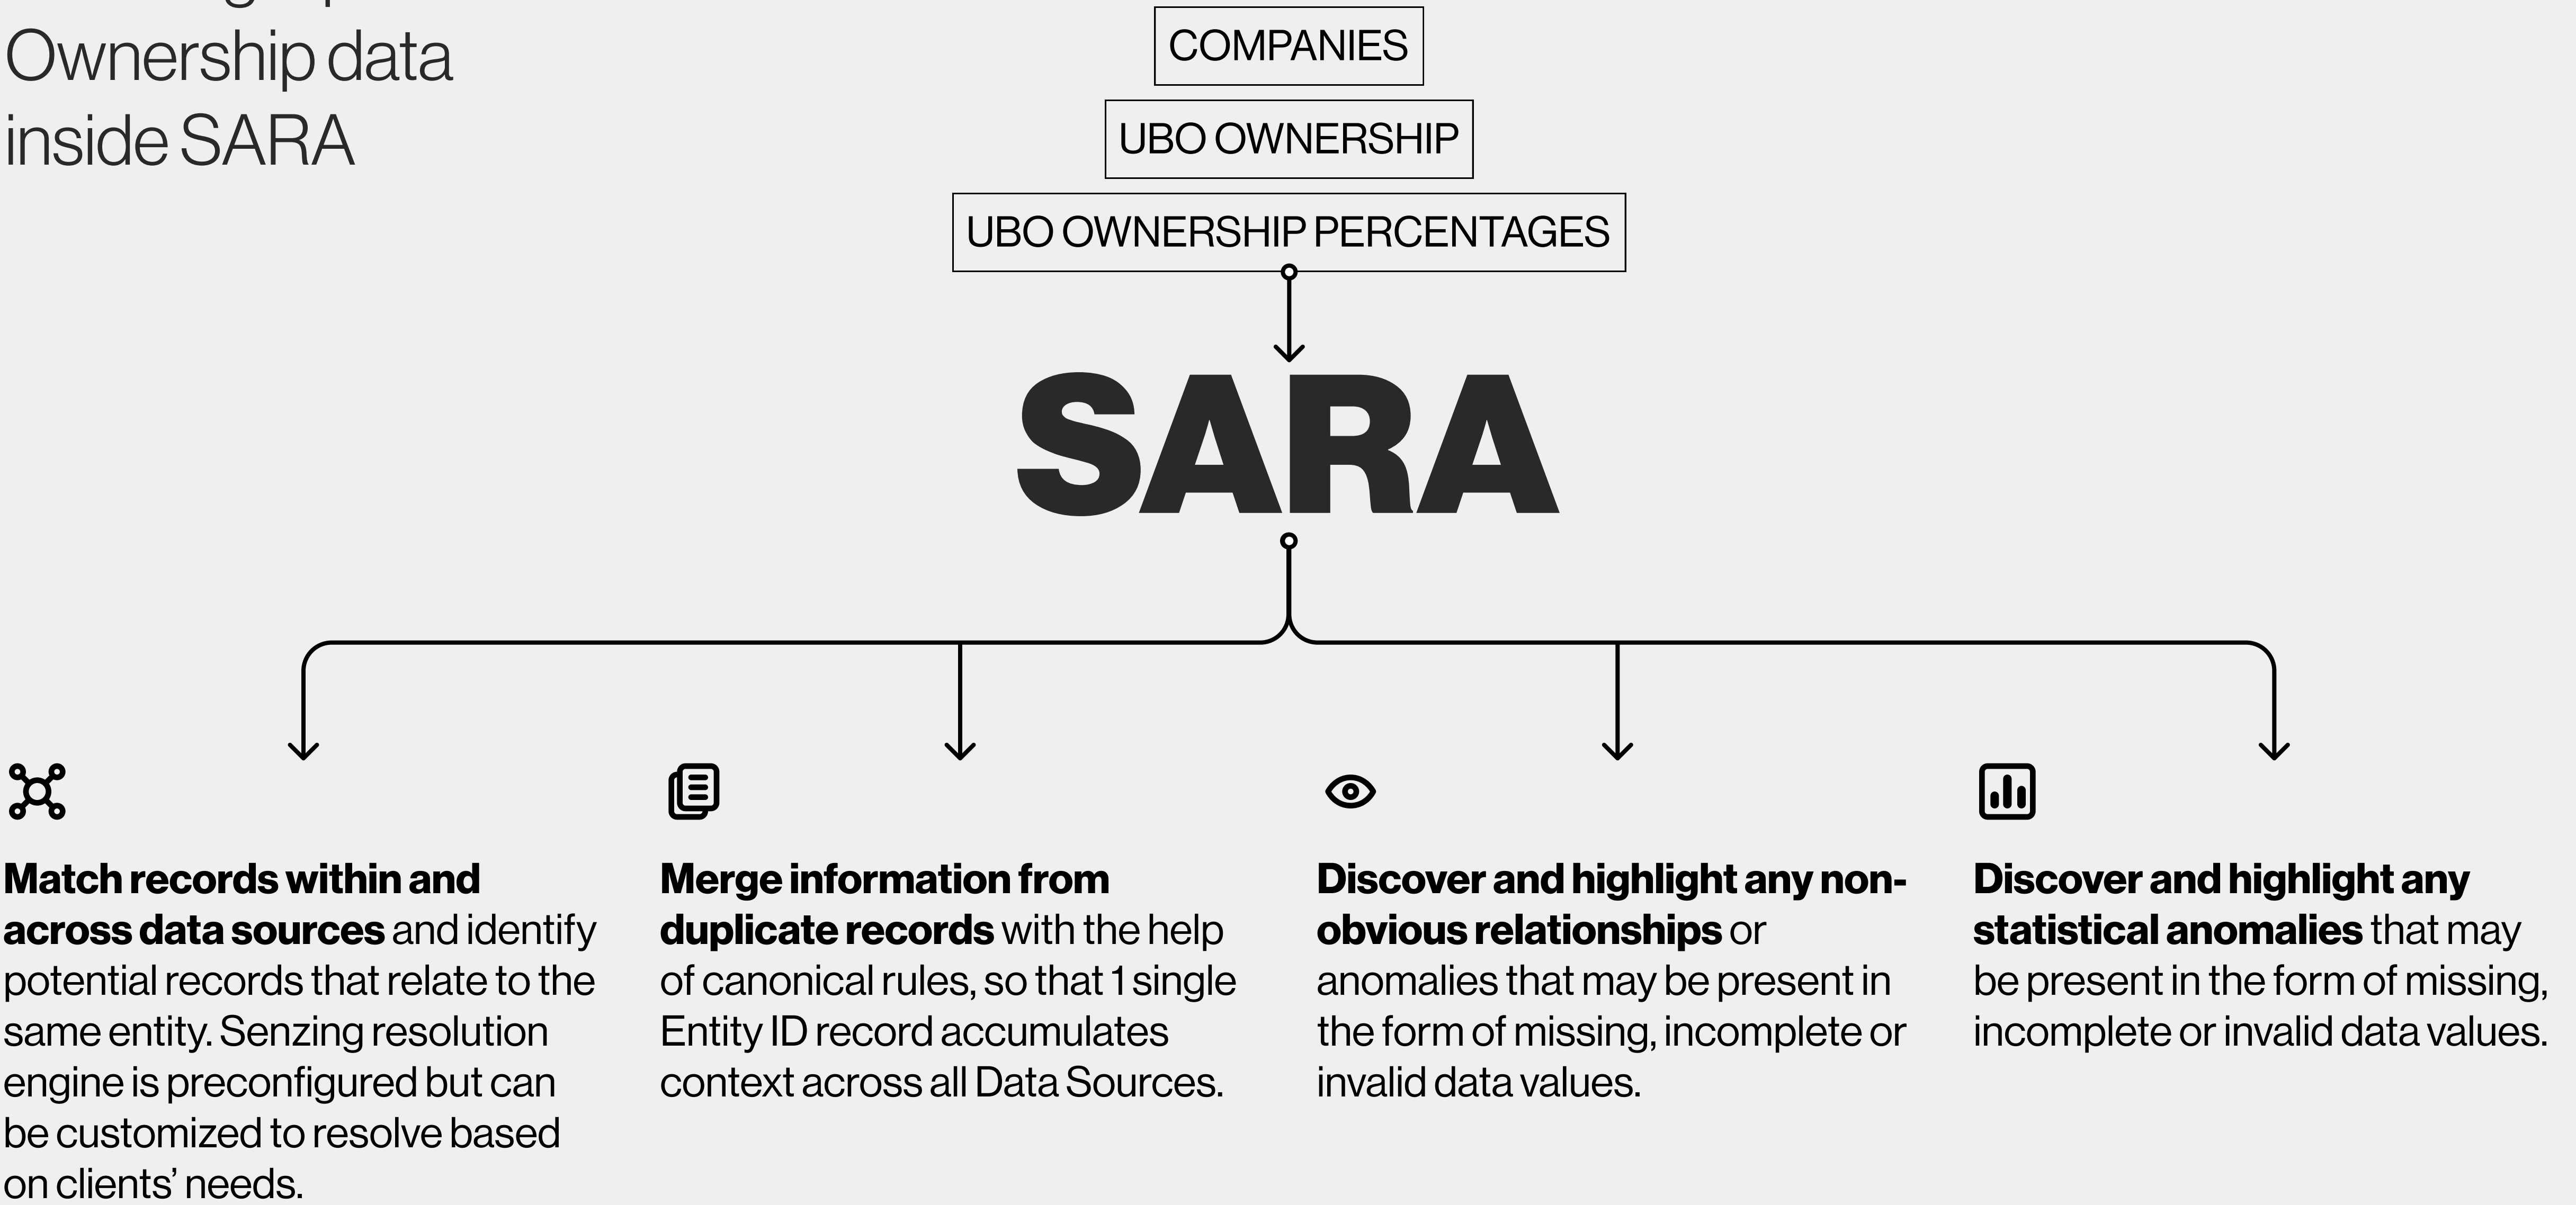 Ownership data
inside SARA
COMPANIES
UBO OWNERSHIP
UBO OWNERSHIP PERCENTAGES
SARA
Match records within and
across data sources and identify
potential records that relate to the
same entity. Senzing resolution
engine is preconfigured but can
be customized to resolve based
on clients’ needs.
Merge information from
duplicate records with the help
of canonical rules, so that 1 single
Entity ID record accumulates
context across all Data Sources.
Discover and highlight any non-
obvious relationships or
anomalies that may be present in
the form of missing, incomplete or
invalid data values.
Discover and highlight any
statistical anomalies that may
be present in the form of missing,
incomplete or invalid data values.